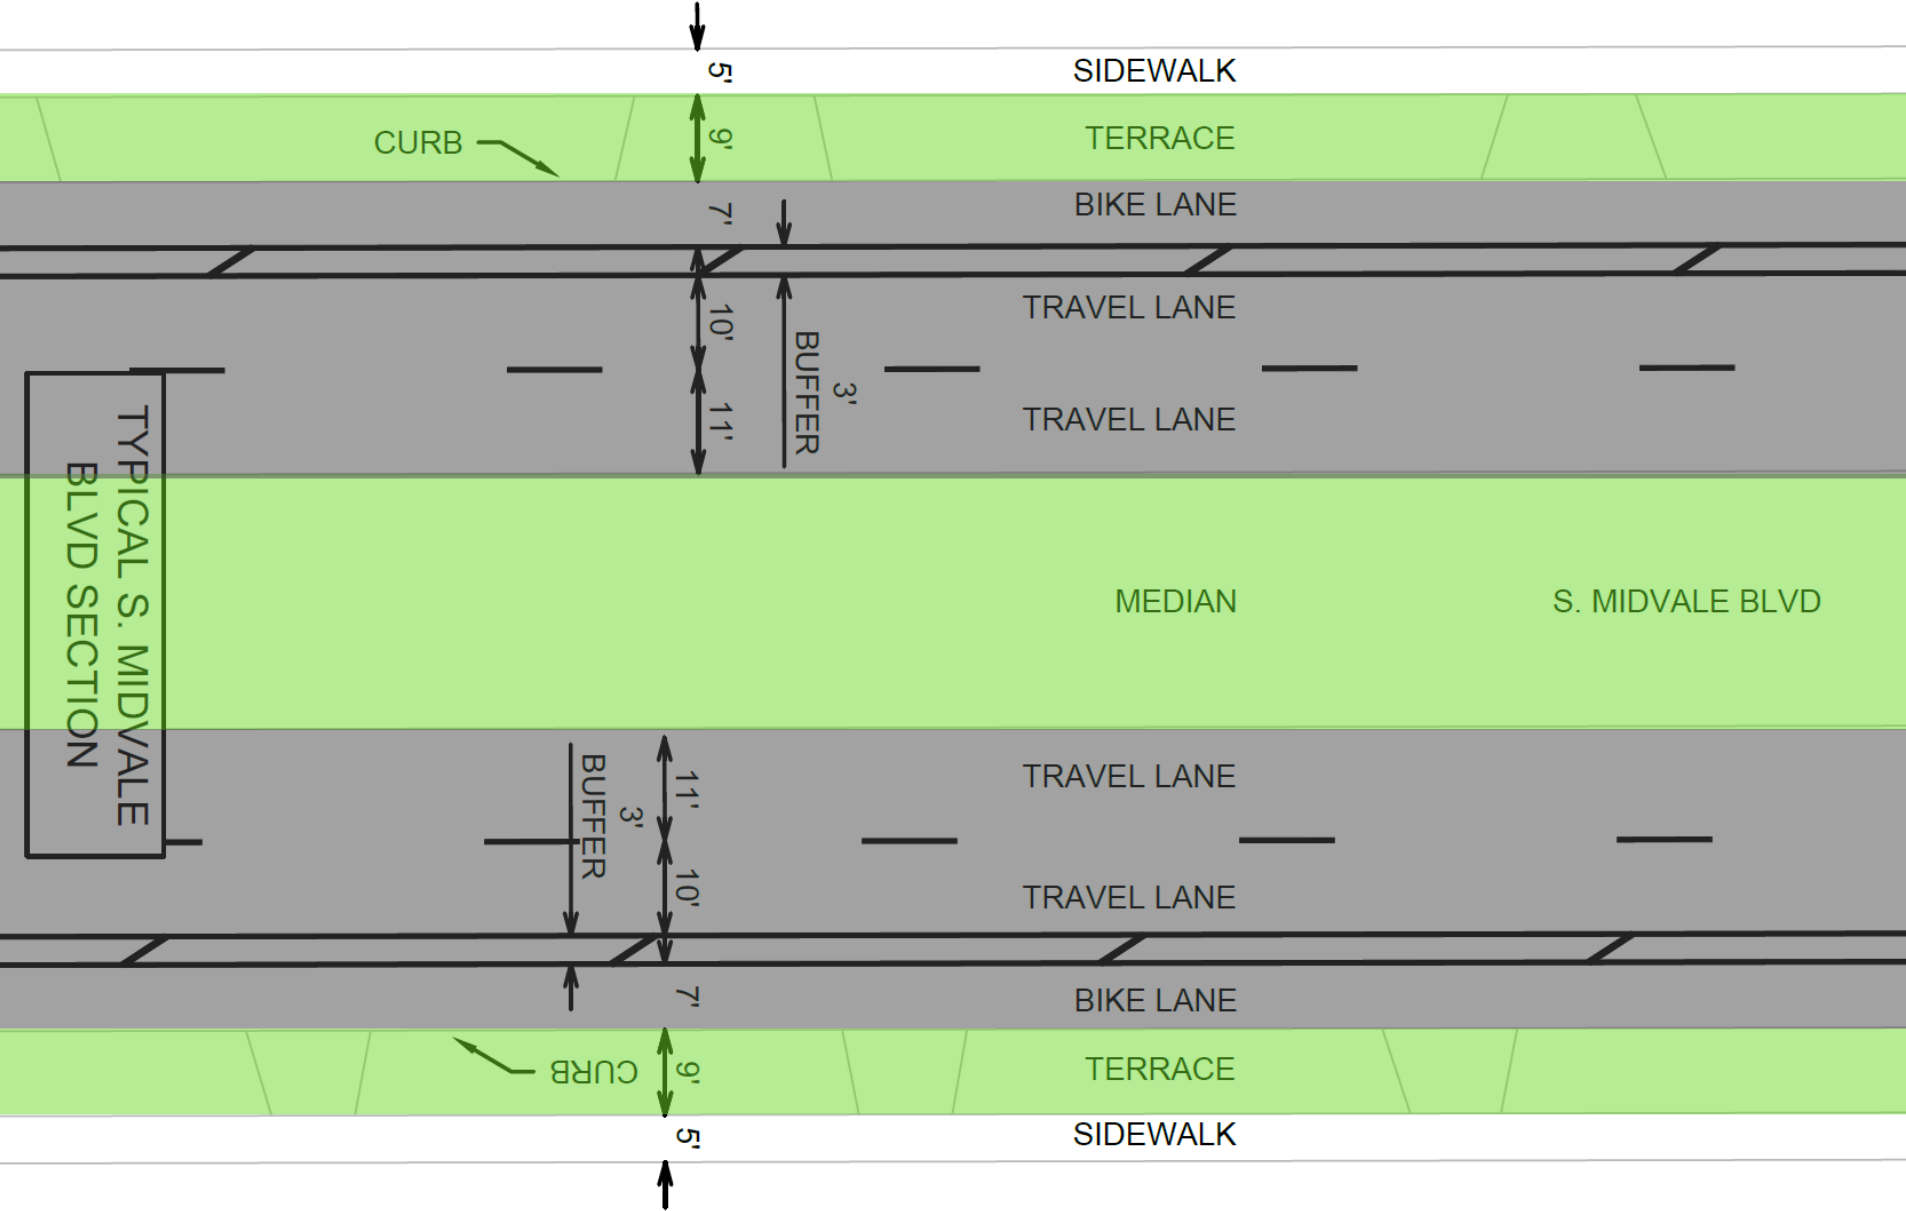 5'
SIDEWALK
9'
CURB
TERRACE
7'
BIKE LANE
10'
TRAVEL LANE
BUFFER
3'
11'
TRAVEL LANE
TYPICAL S. MIDVALE
BLVD SECTION
MEDIAN
S. MIDVALE BLVD
BUFFER
3'
11'
TRAVEL LANE
10'
TRAVEL LANE
7'
BIKE LANE
CURB
9'
TERRACE
5'
SIDEWALK